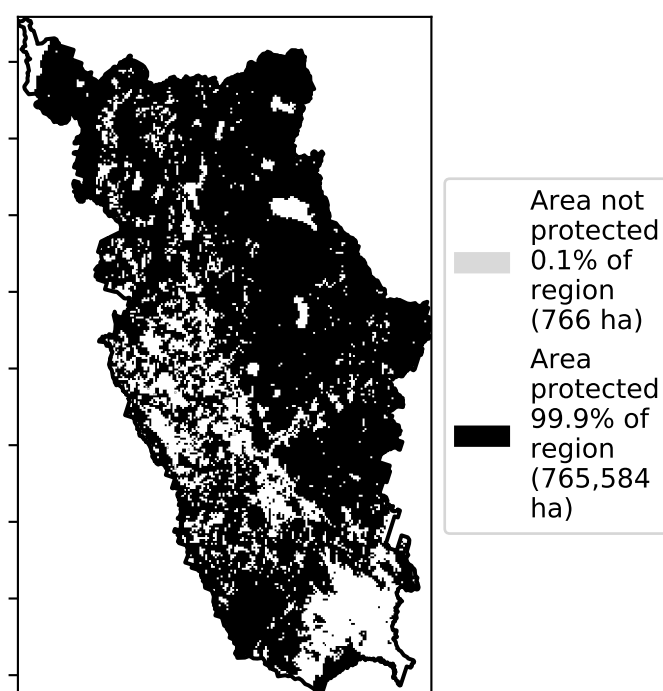 Area not
protected
0.1% of
region
(766 ha)
Area
protected
99.9% of
region
(765,584
ha)